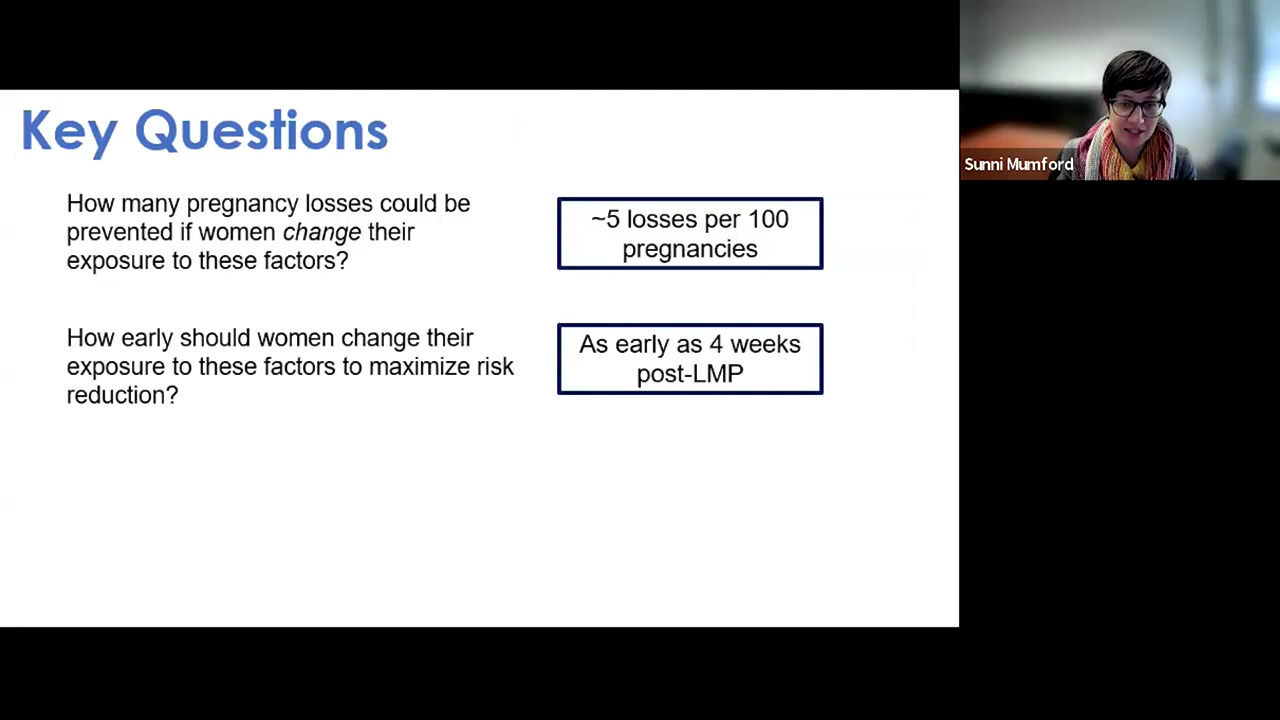 Key Questions
How many pregnancy losses could be
prevented if women change their
exposure to these factors?
~5 losses per 100
pregnancies
How early should women change their
exposure to these factors to maximize risk
reduction?
As early as 4 weeks
post-LMP
Sunni Mumford